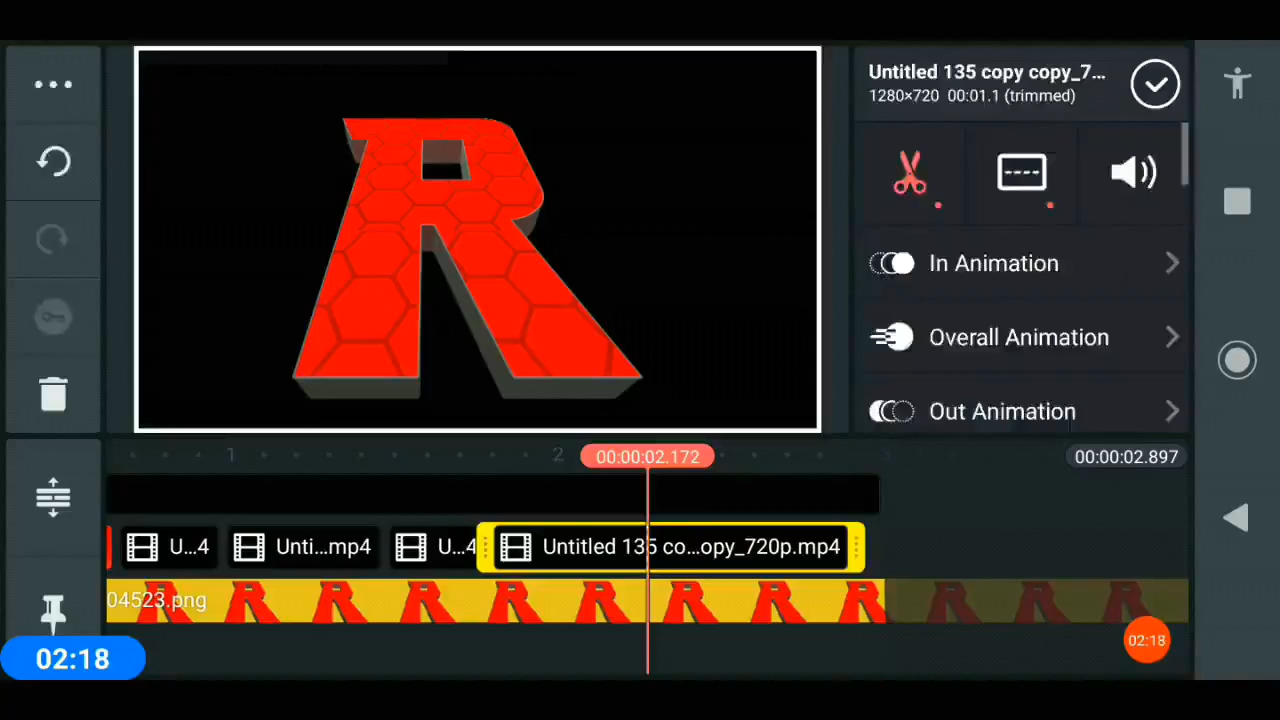 Untitled 135 copy copy_7...
1280×720 00:01.1 (trimmed)
In Animation
Overall Animation
Out Animation
R
1
2
00:00:02.172
3
00:00:02.897
U...4
Unti...mp4
U...4
Untitled 135 co...opy_720p.mp4
04523.png
02:18
02:18